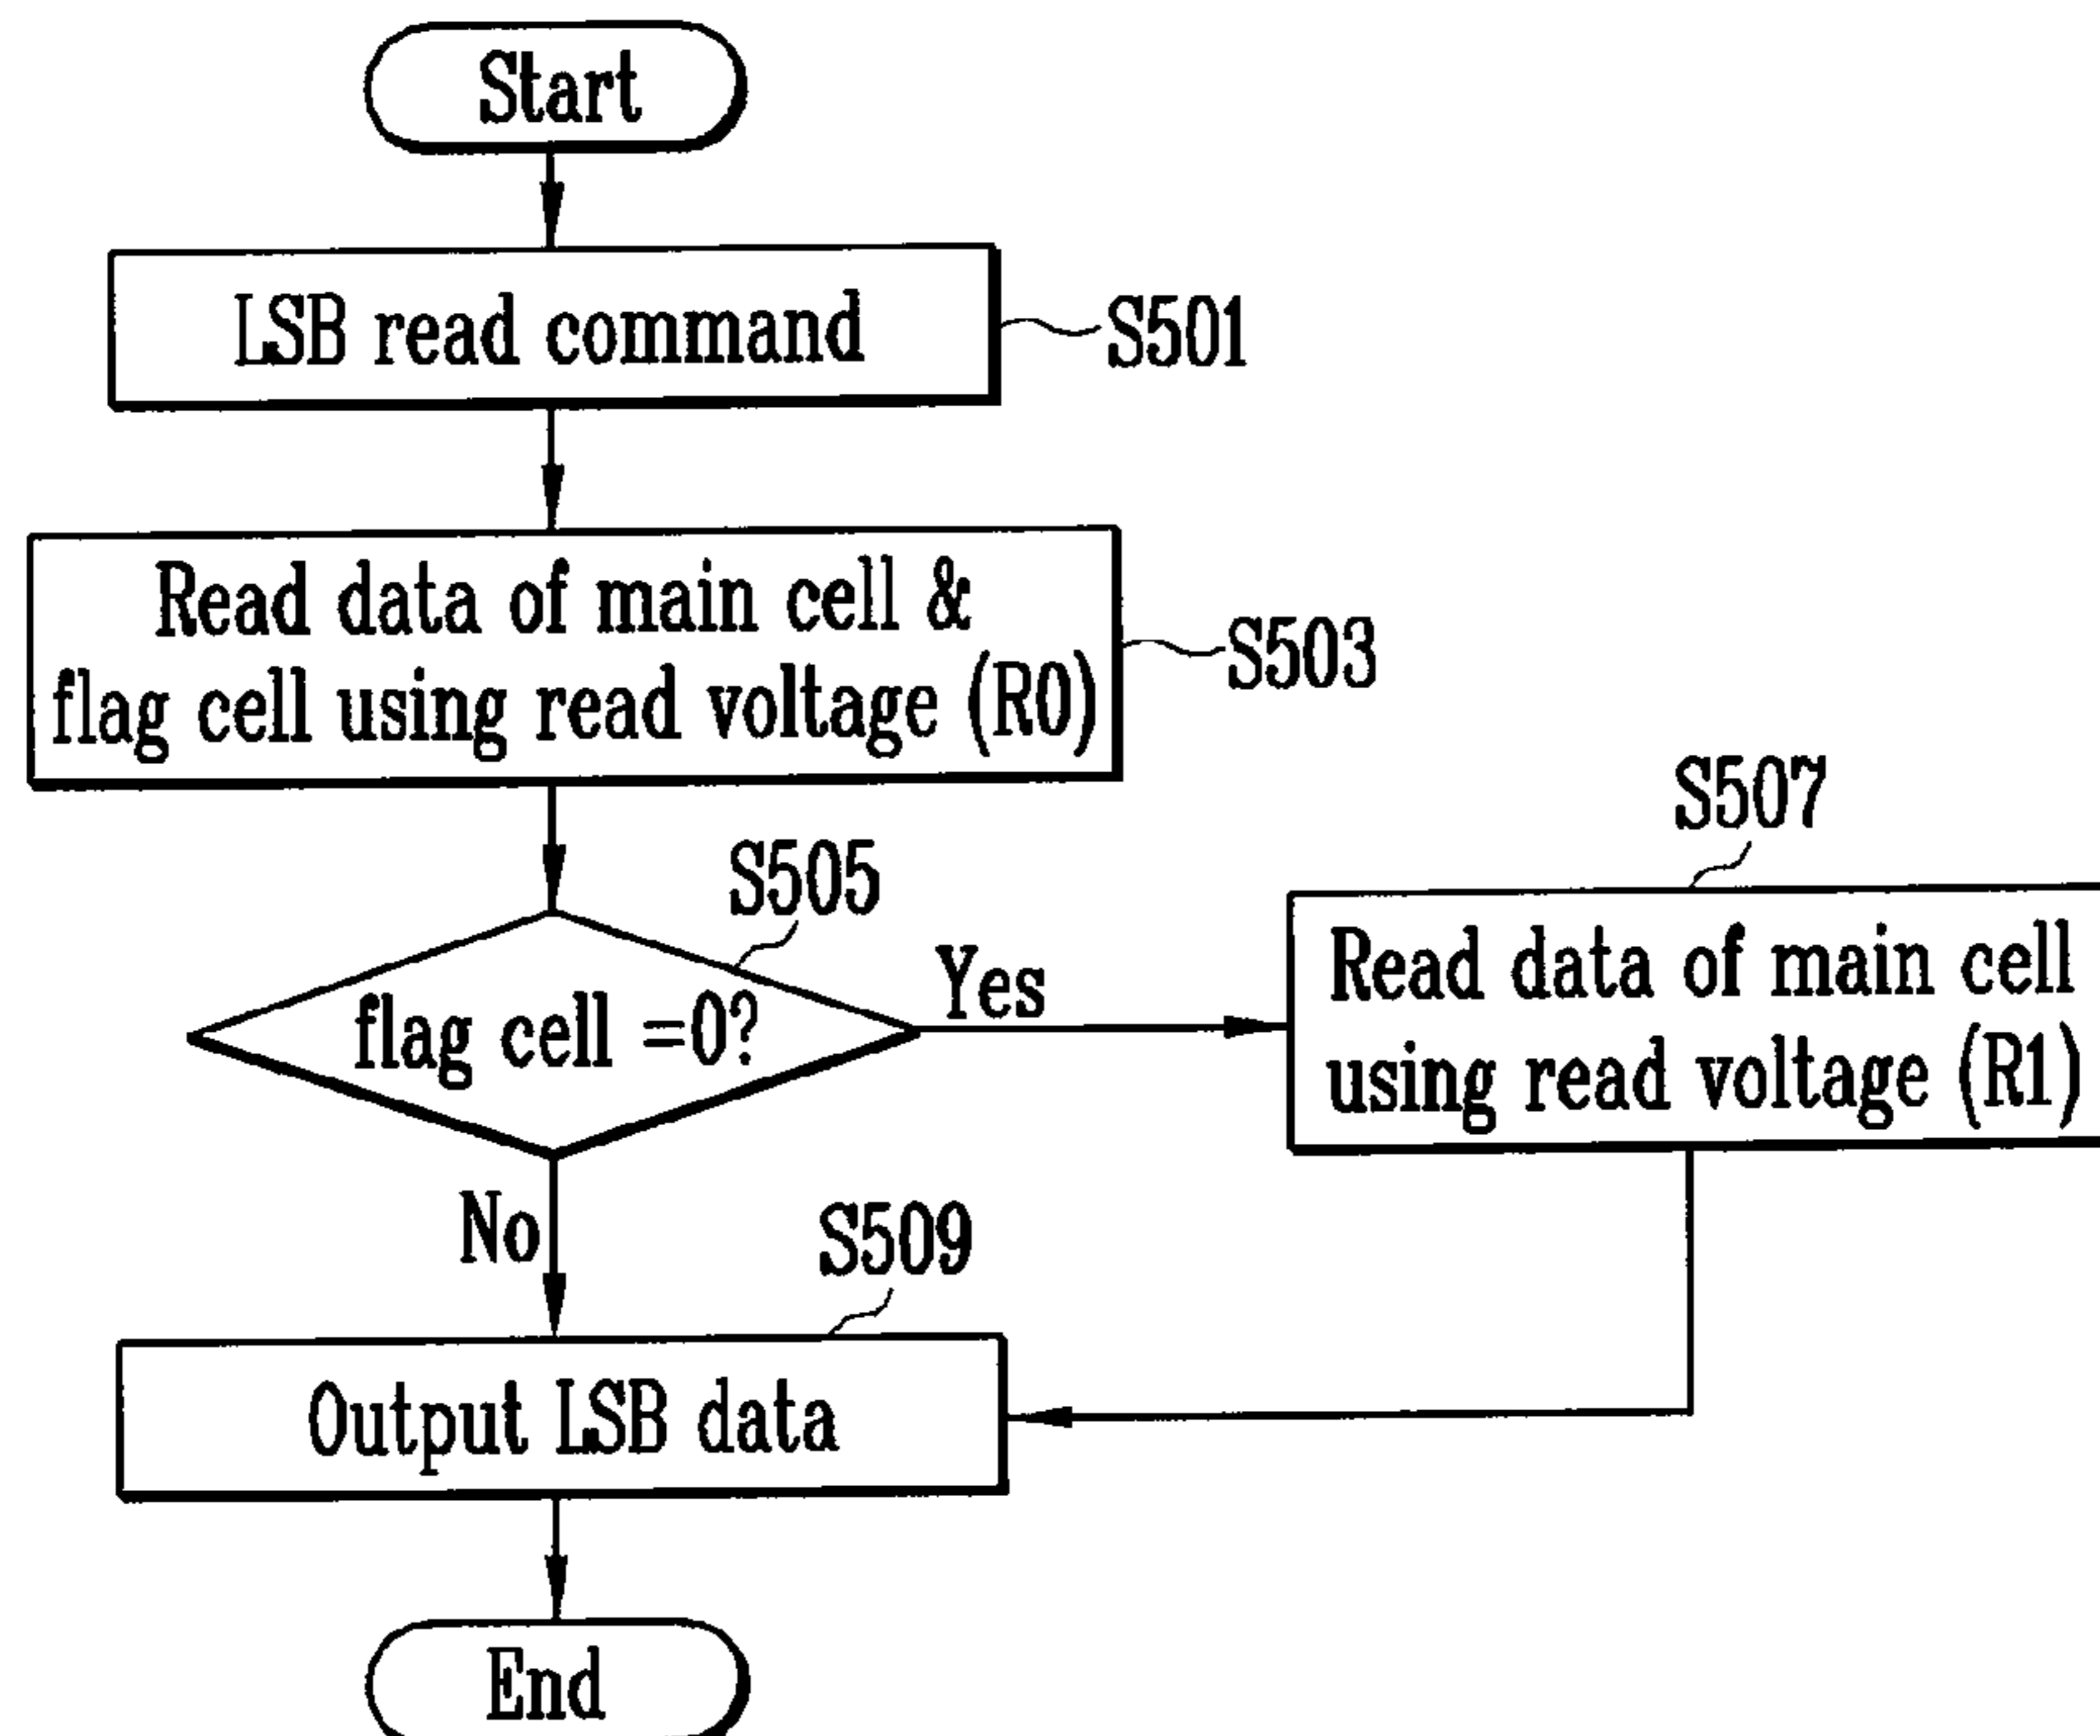 Start
LSB read command
S501
Read data of main cell &
flag cell using read voltage (R0)
S503
S505
flag cell =0?
Yes
S507
Read data of main cell
using read voltage (R1)
No
S509
Output LSB data
End